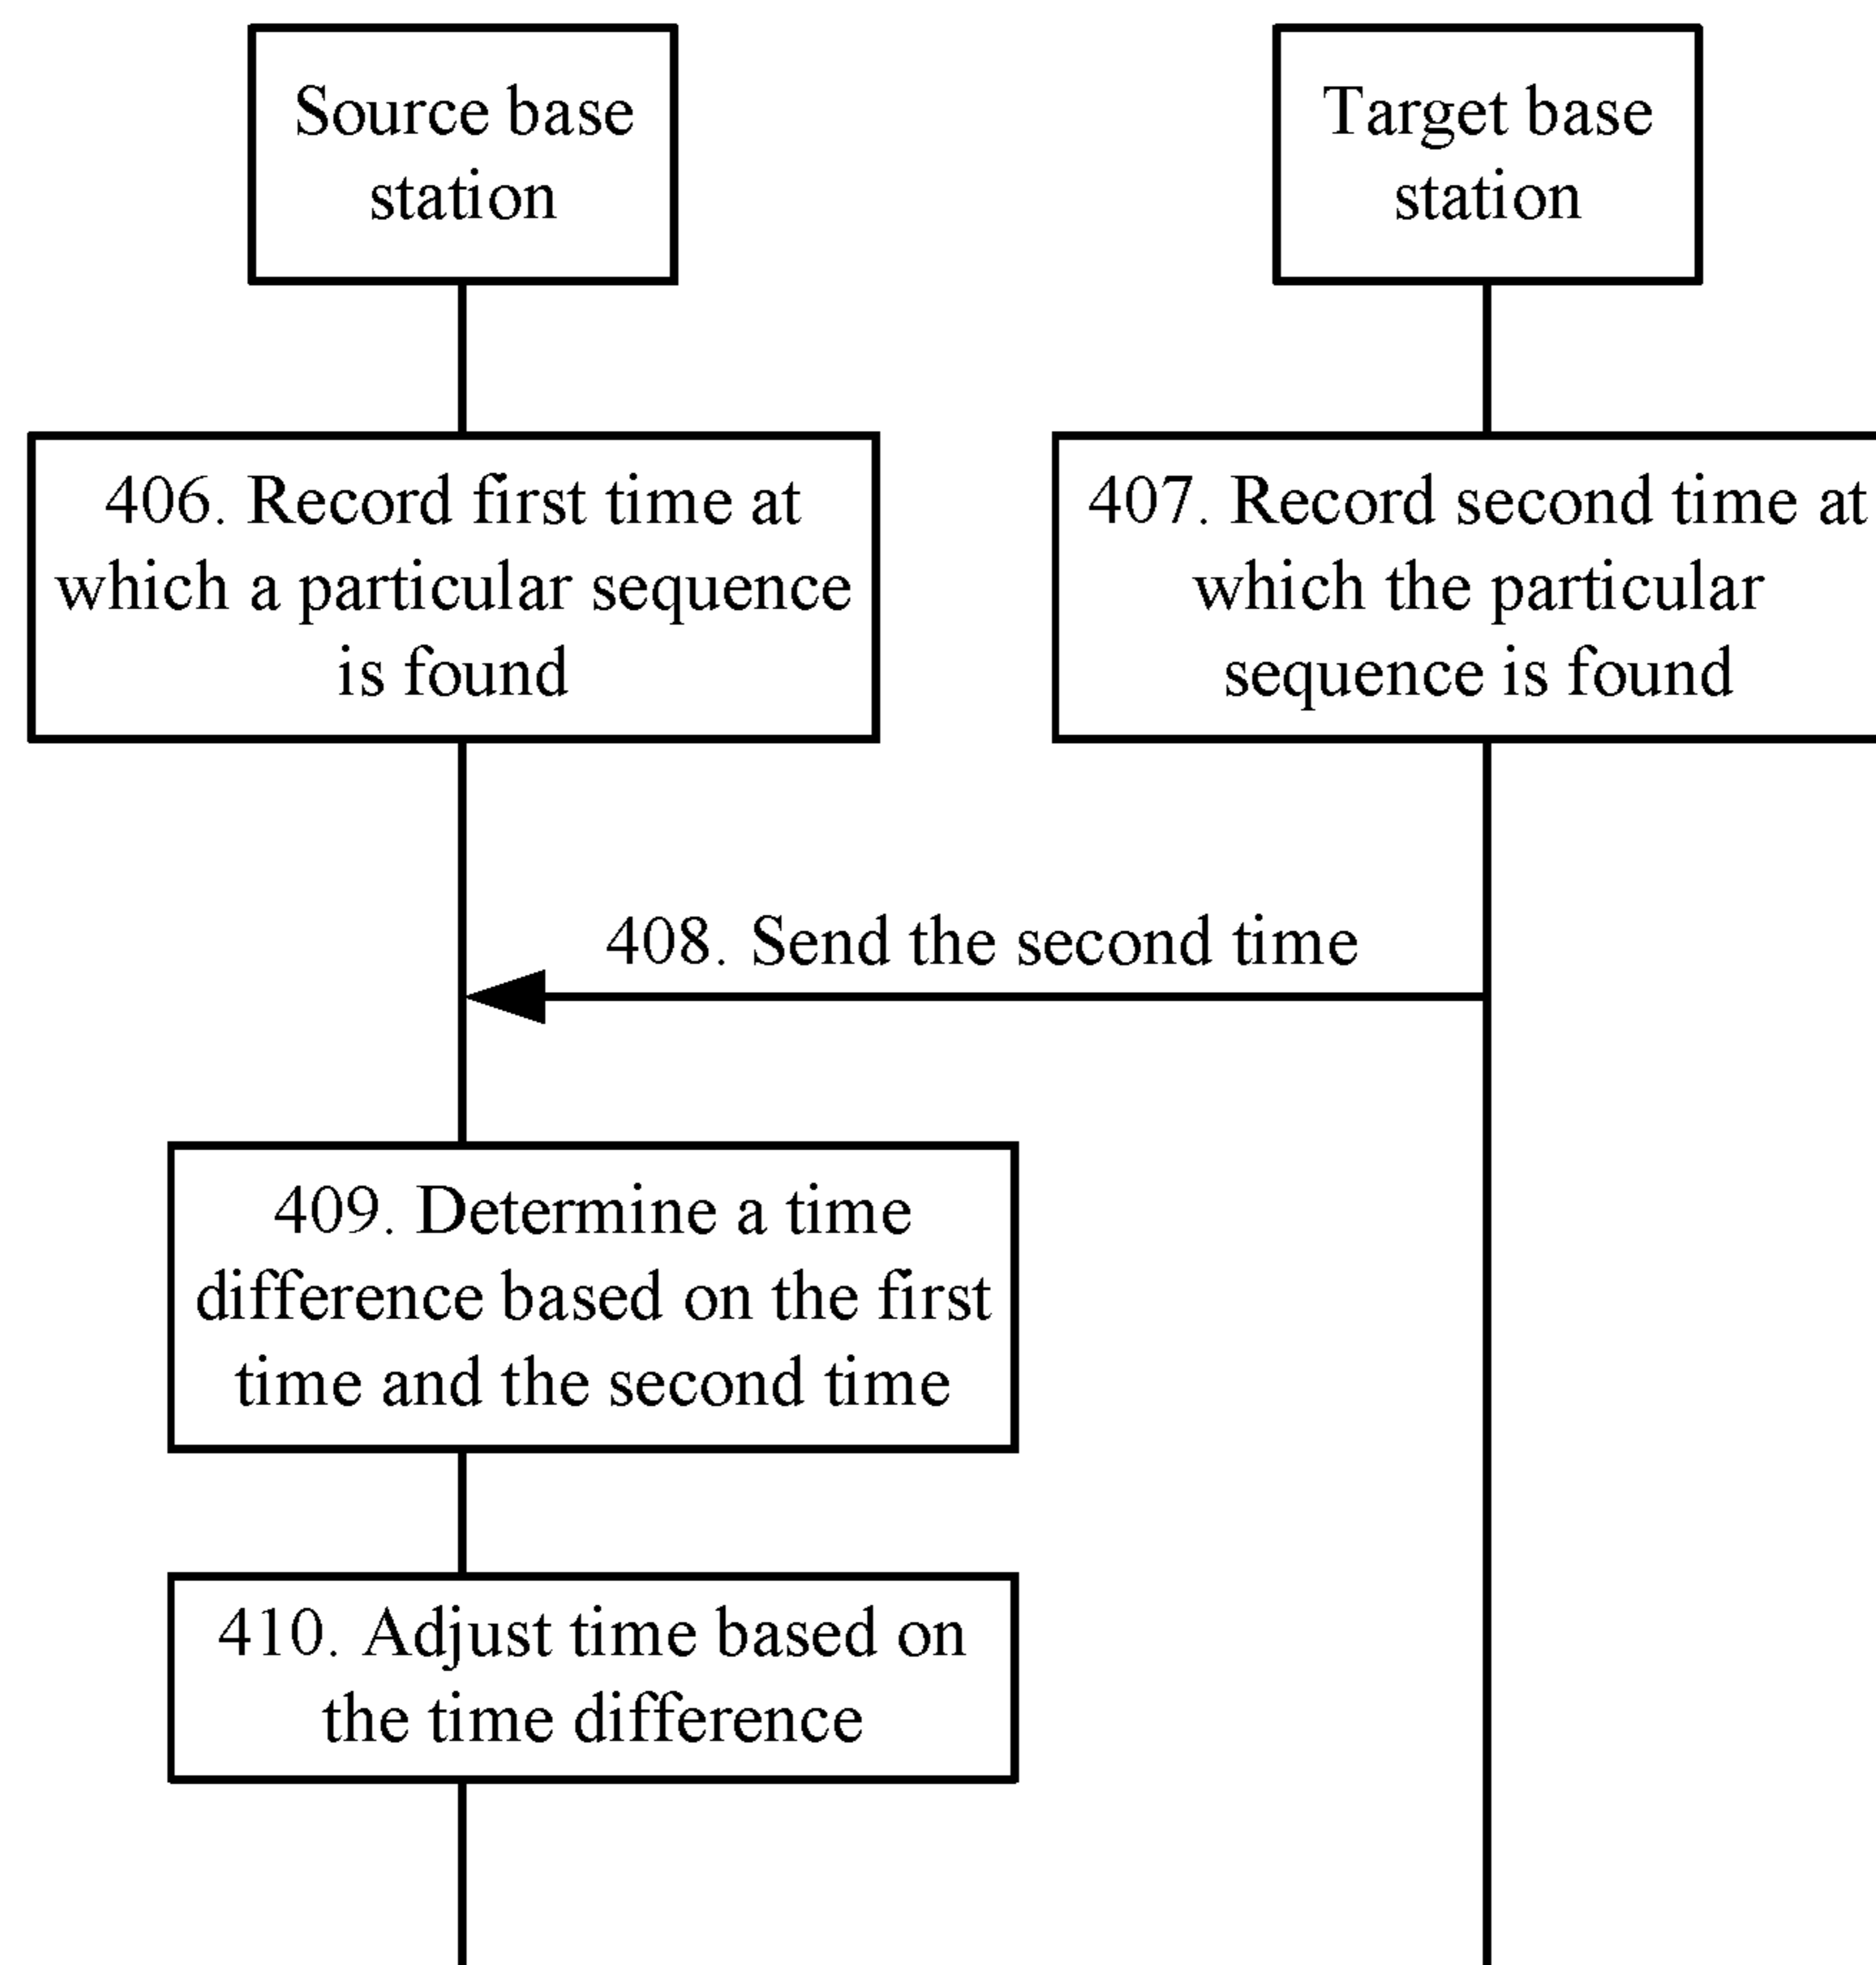 Source base
station
Target base
station
406. Record first time at
which a particular sequence
is found
407. Record second time at
which the particular
sequence is found
408. Send the second time
409. Determine a time
difference based on the first
time and the second time
410. Adjust time based on
the time difference